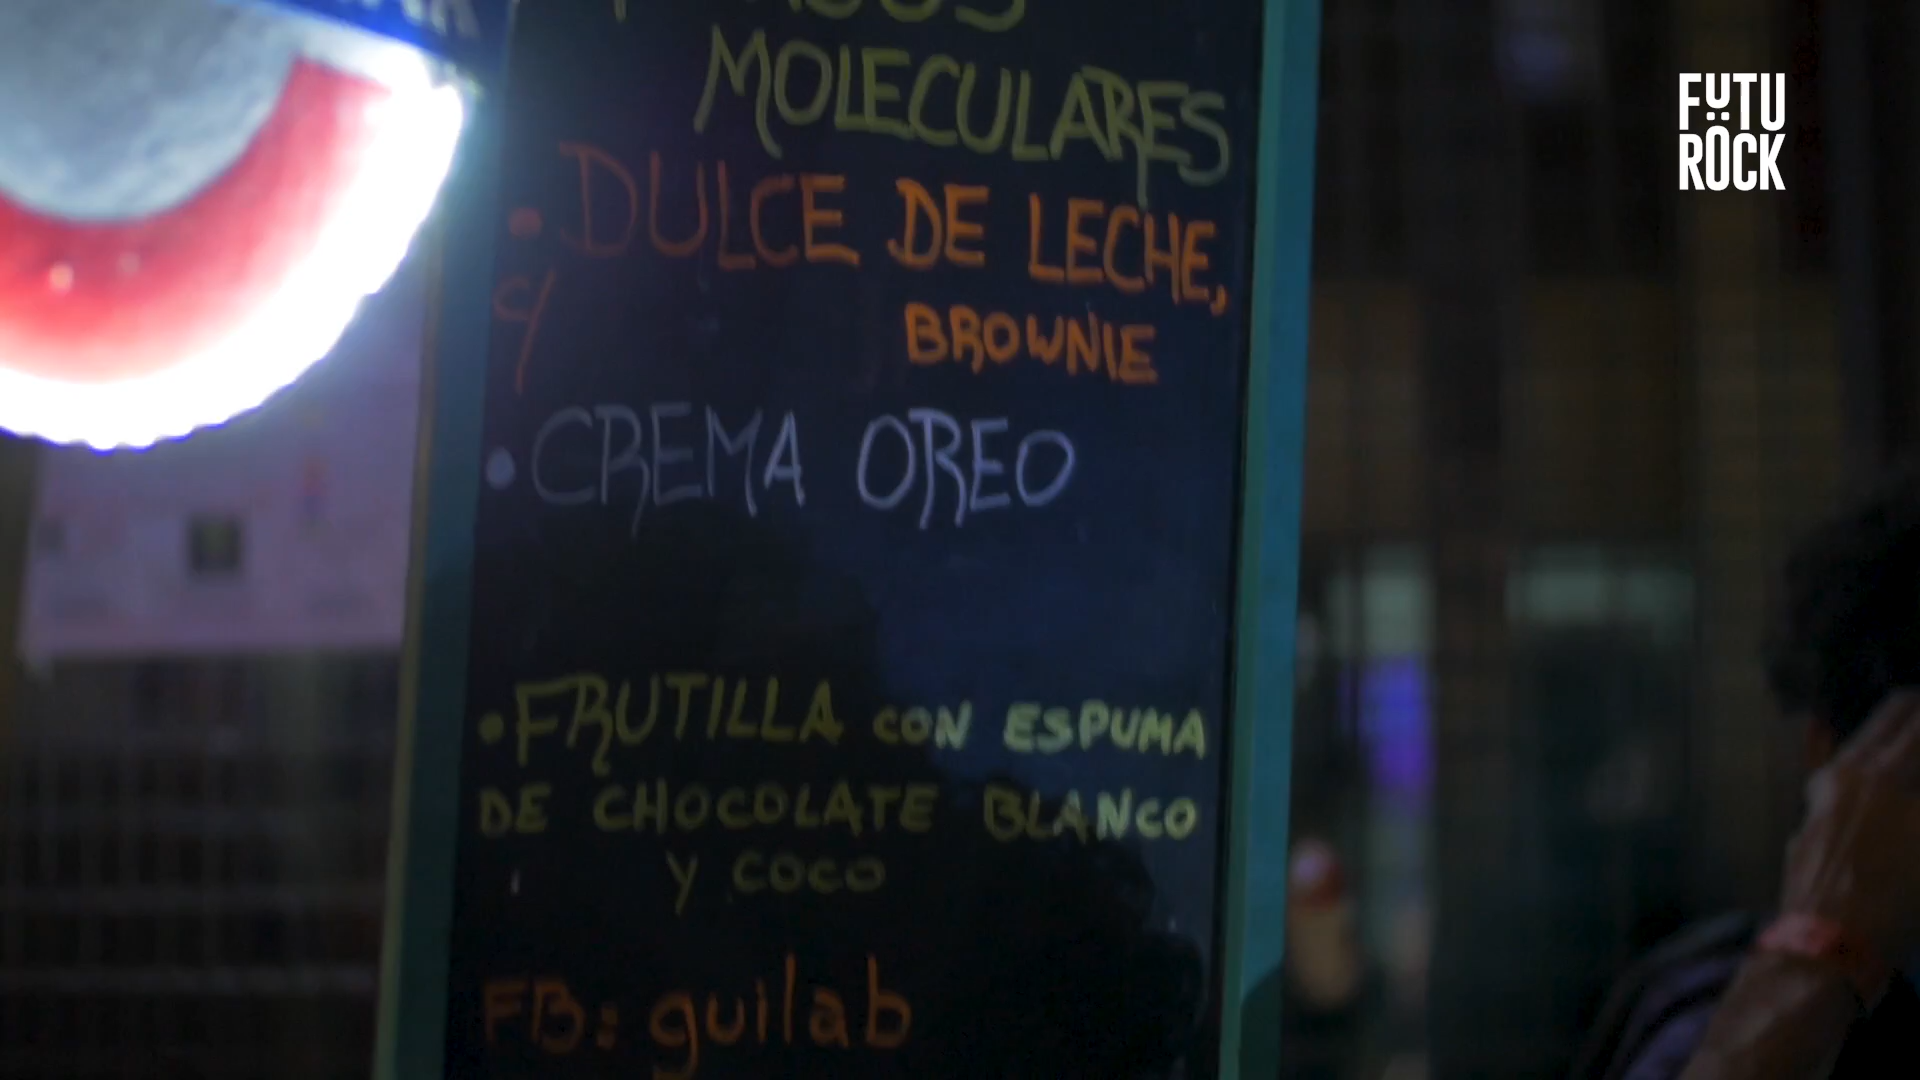 MOLECULARES
• DULCE DE LECHE,
C/ BROWNIE
• CREMA OREO
• FRUTILLA CON ESPUMA
DE CHOCOLATE BLANCO
Y COCO
FB: guilab
FUTU
RÖCK